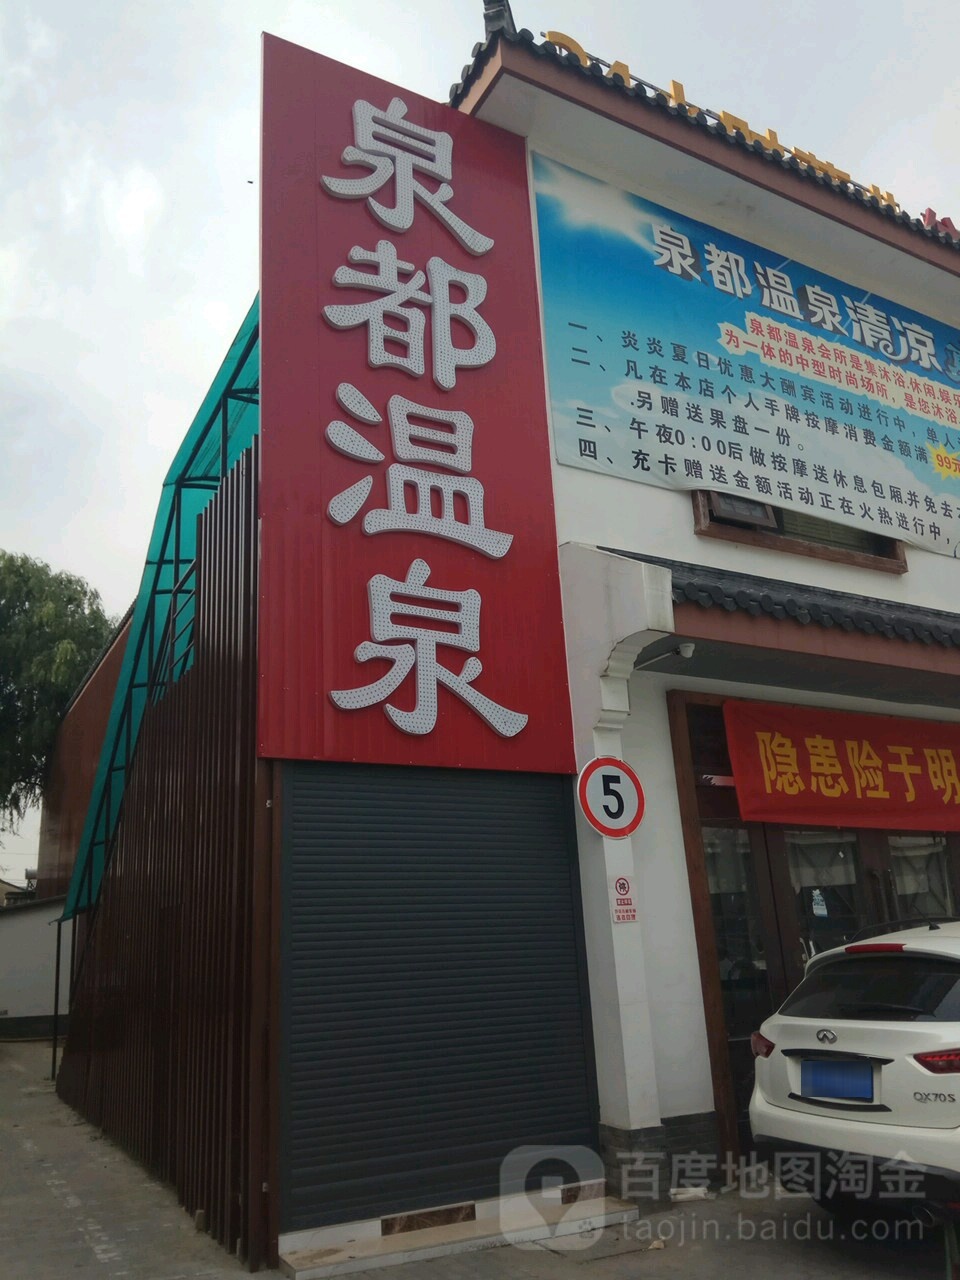 泉都温泉
泉都温泉清凉
泉都温泉会所是集沐浴.休闲.娱乐
为一体的中型时尚场所，是您沐浴
一、炎炎夏日优惠大酬宾活动进行中，单人
二、凡在本店个人手牌按摩消费金额满99元
.另赠送果盘一份。
三、午夜0:00后做按摩送休息包厢.并免去
四、充卡赠送金额活动正在火热进行中，
隐患险于明
5
QX70S
百度地图淘金
taojin.baidu.com